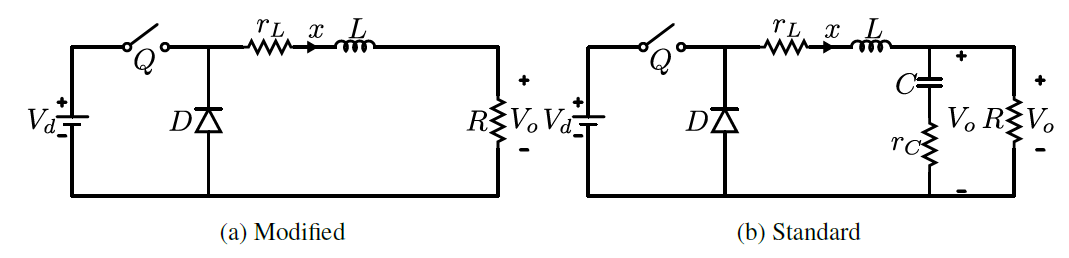 r_L x L
Q
V_d
D
R
V_o
(a) Modified
r_L x L
Q
C
V_d
D
V_o
R
V_o
r_C
(b) Standard